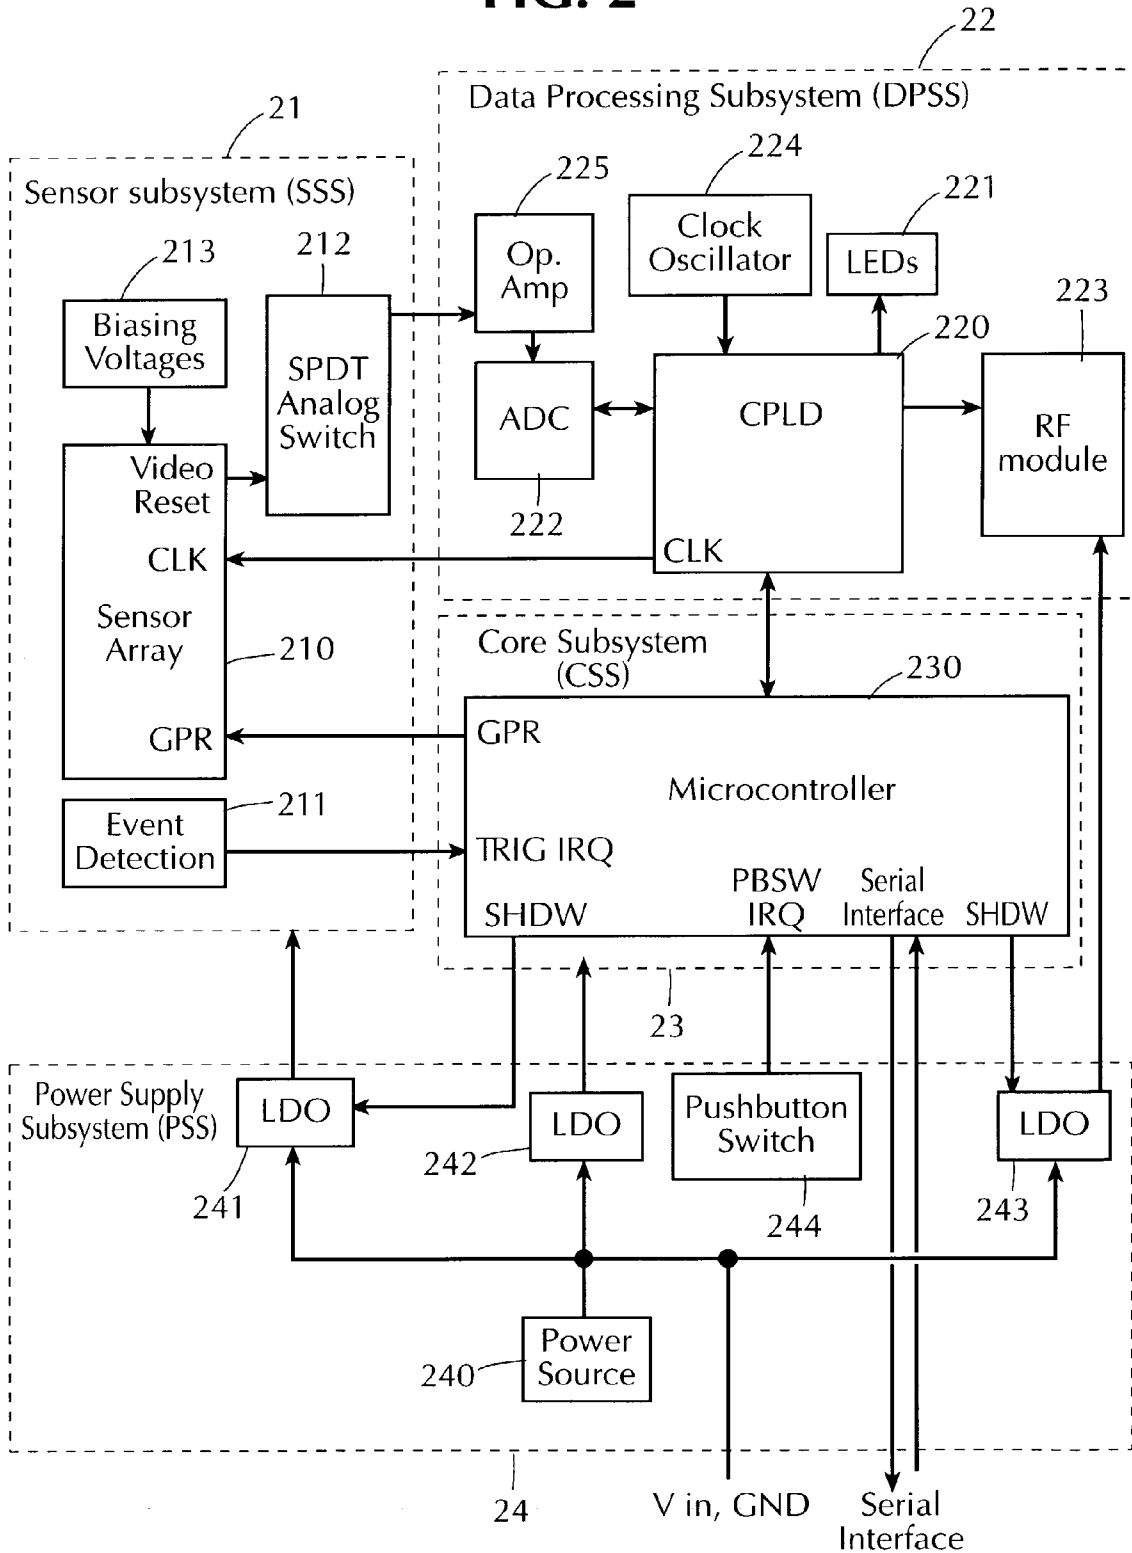 FIG. 2
22
Data Processing Subsystem (DPSS)
21
Sensor subsystem (SSS)
225
224
221
213
212
Op.
Amp
Clock
Oscillator
LEDs
223
Biasing
Voltages
220
SPDT
Analog
Switch
ADC
CPLD
RF
module
Video
Reset
222
CLK
CLK
Sensor
Array
210
Core Subsystem
(CSS)
230
GPR
GPR
Microcontroller
211
Event
Detection
TRIG IRQ
SHDW
PBSW
IRQ
Serial
Interface
SHDW
23
Power Supply
Subsystem (PSS)
LDO
LDO
Pushbutton
Switch
LDO
241
242
244
243
240
Power
Source
24
V in, GND
Serial
Interface